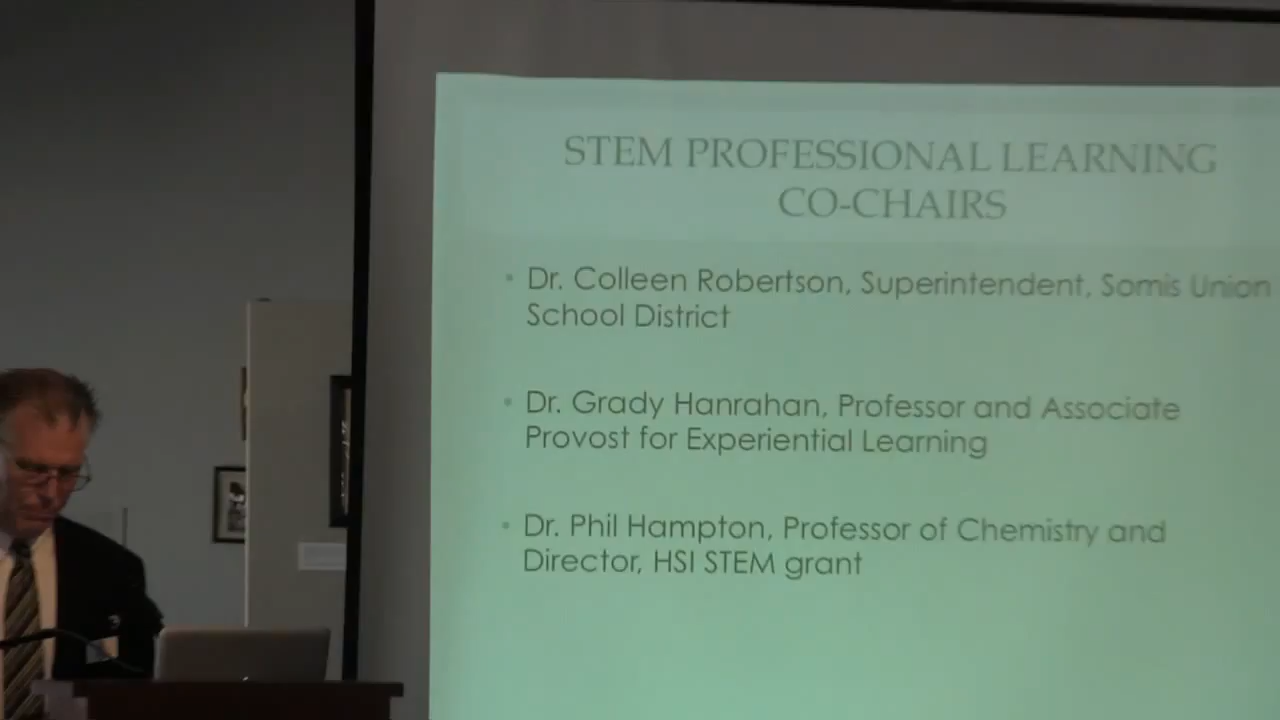 STEM PROFESSIONAL LEARNING
CO-CHAIRS
• Dr. Colleen Robertson, Superintendent, Somis Union
School District
• Dr. Grady Hanrahan, Professor and Associate
Provost for Experiential Learning
• Dr. Phil Hampton, Professor of Chemistry and
Director, HSI STEM grant